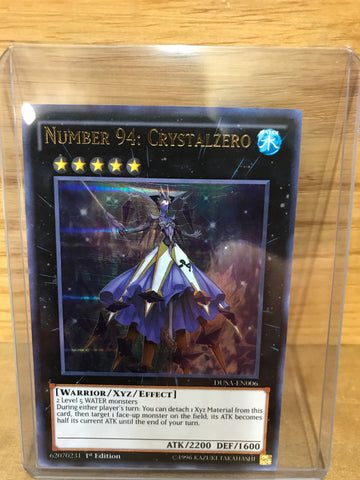 NUMBER 94: CRYSTALZERO
水
DUSA-EN006
[WARRIOR/XYZ/EFFECT]
2 Level 5 WATER monsters
During either player's turn: You can detach 1 Xyz Material from this
card, then target 1 face-up monster on the field; its ATK becomes
half its current ATK until the end of your turn.
ATK/2200 DEF/1600
62070231 1st Edition ©1996 KAZUKI TAKAHASHI